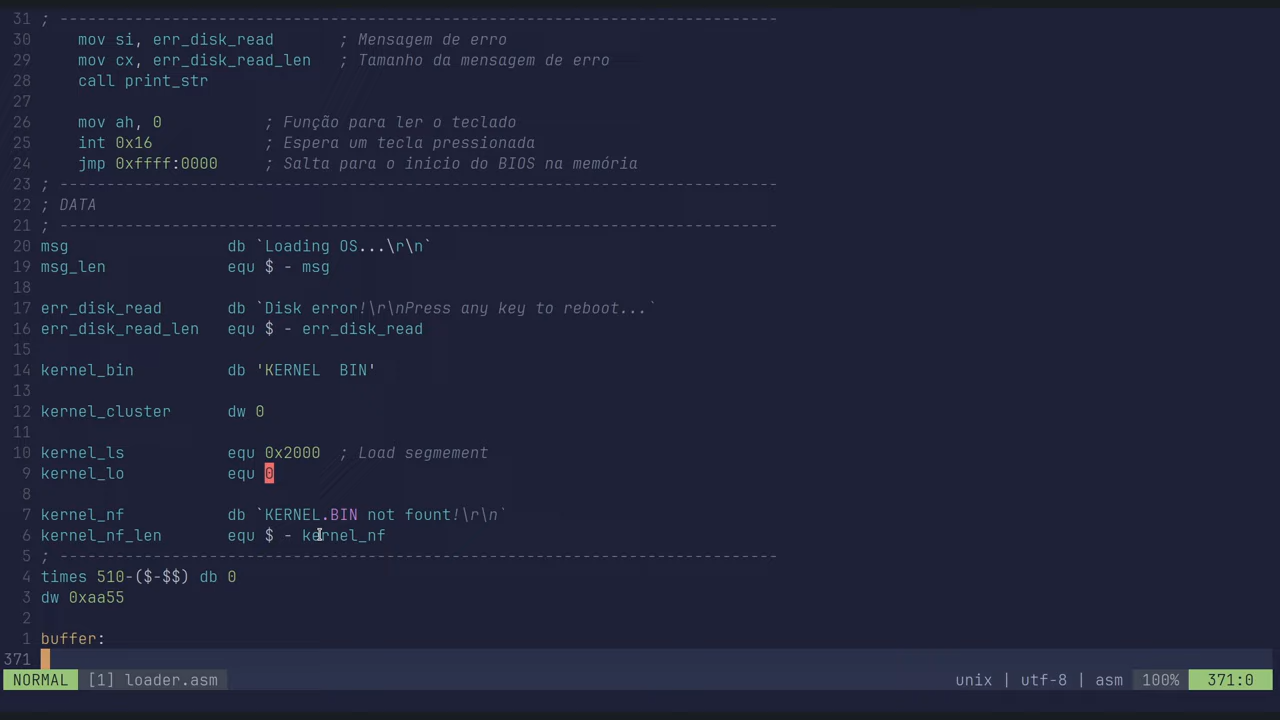 31 ; -----------------------------------------------------------------------------
30     mov si, err_disk_read       ; Mensagem de erro
29     mov cx, err_disk_read_len   ; Tamanho da mensagem de erro
28     call print_str
27
26     mov ah, 0           ; Função para ler o teclado
25     int 0x16            ; Espera um tecla pressionada
24     jmp 0xffff:0000     ; Salta para o inicio do BIOS na memória
23 ; -----------------------------------------------------------------------------
22 ; DATA
21 ; -----------------------------------------------------------------------------
20 msg                 db `Loading OS...\r\n`
19 msg_len             equ $ - msg
18
17 err_disk_read       db `Disk error!\r\nPress any key to reboot...`
16 err_disk_read_len   equ $ - err_disk_read
15
14 kernel_bin          db 'KERNEL  BIN'
13
12 kernel_cluster      dw 0
11
10 kernel_ls           equ 0x2000  ; Load segmement
9 kernel_lo           equ 0
8
7 kernel_nf           db `KERNEL.BIN not fount!\r\n`
6 kernel_nf_len       equ $ - kernel_nf
5 ; -----------------------------------------------------------------------------
4 times 510-($-$$) db 0
3 dw 0xaa55
2
1 buffer:
371
NORMAL [1] loader.asm unix | utf-8 | asm 100% 371:0